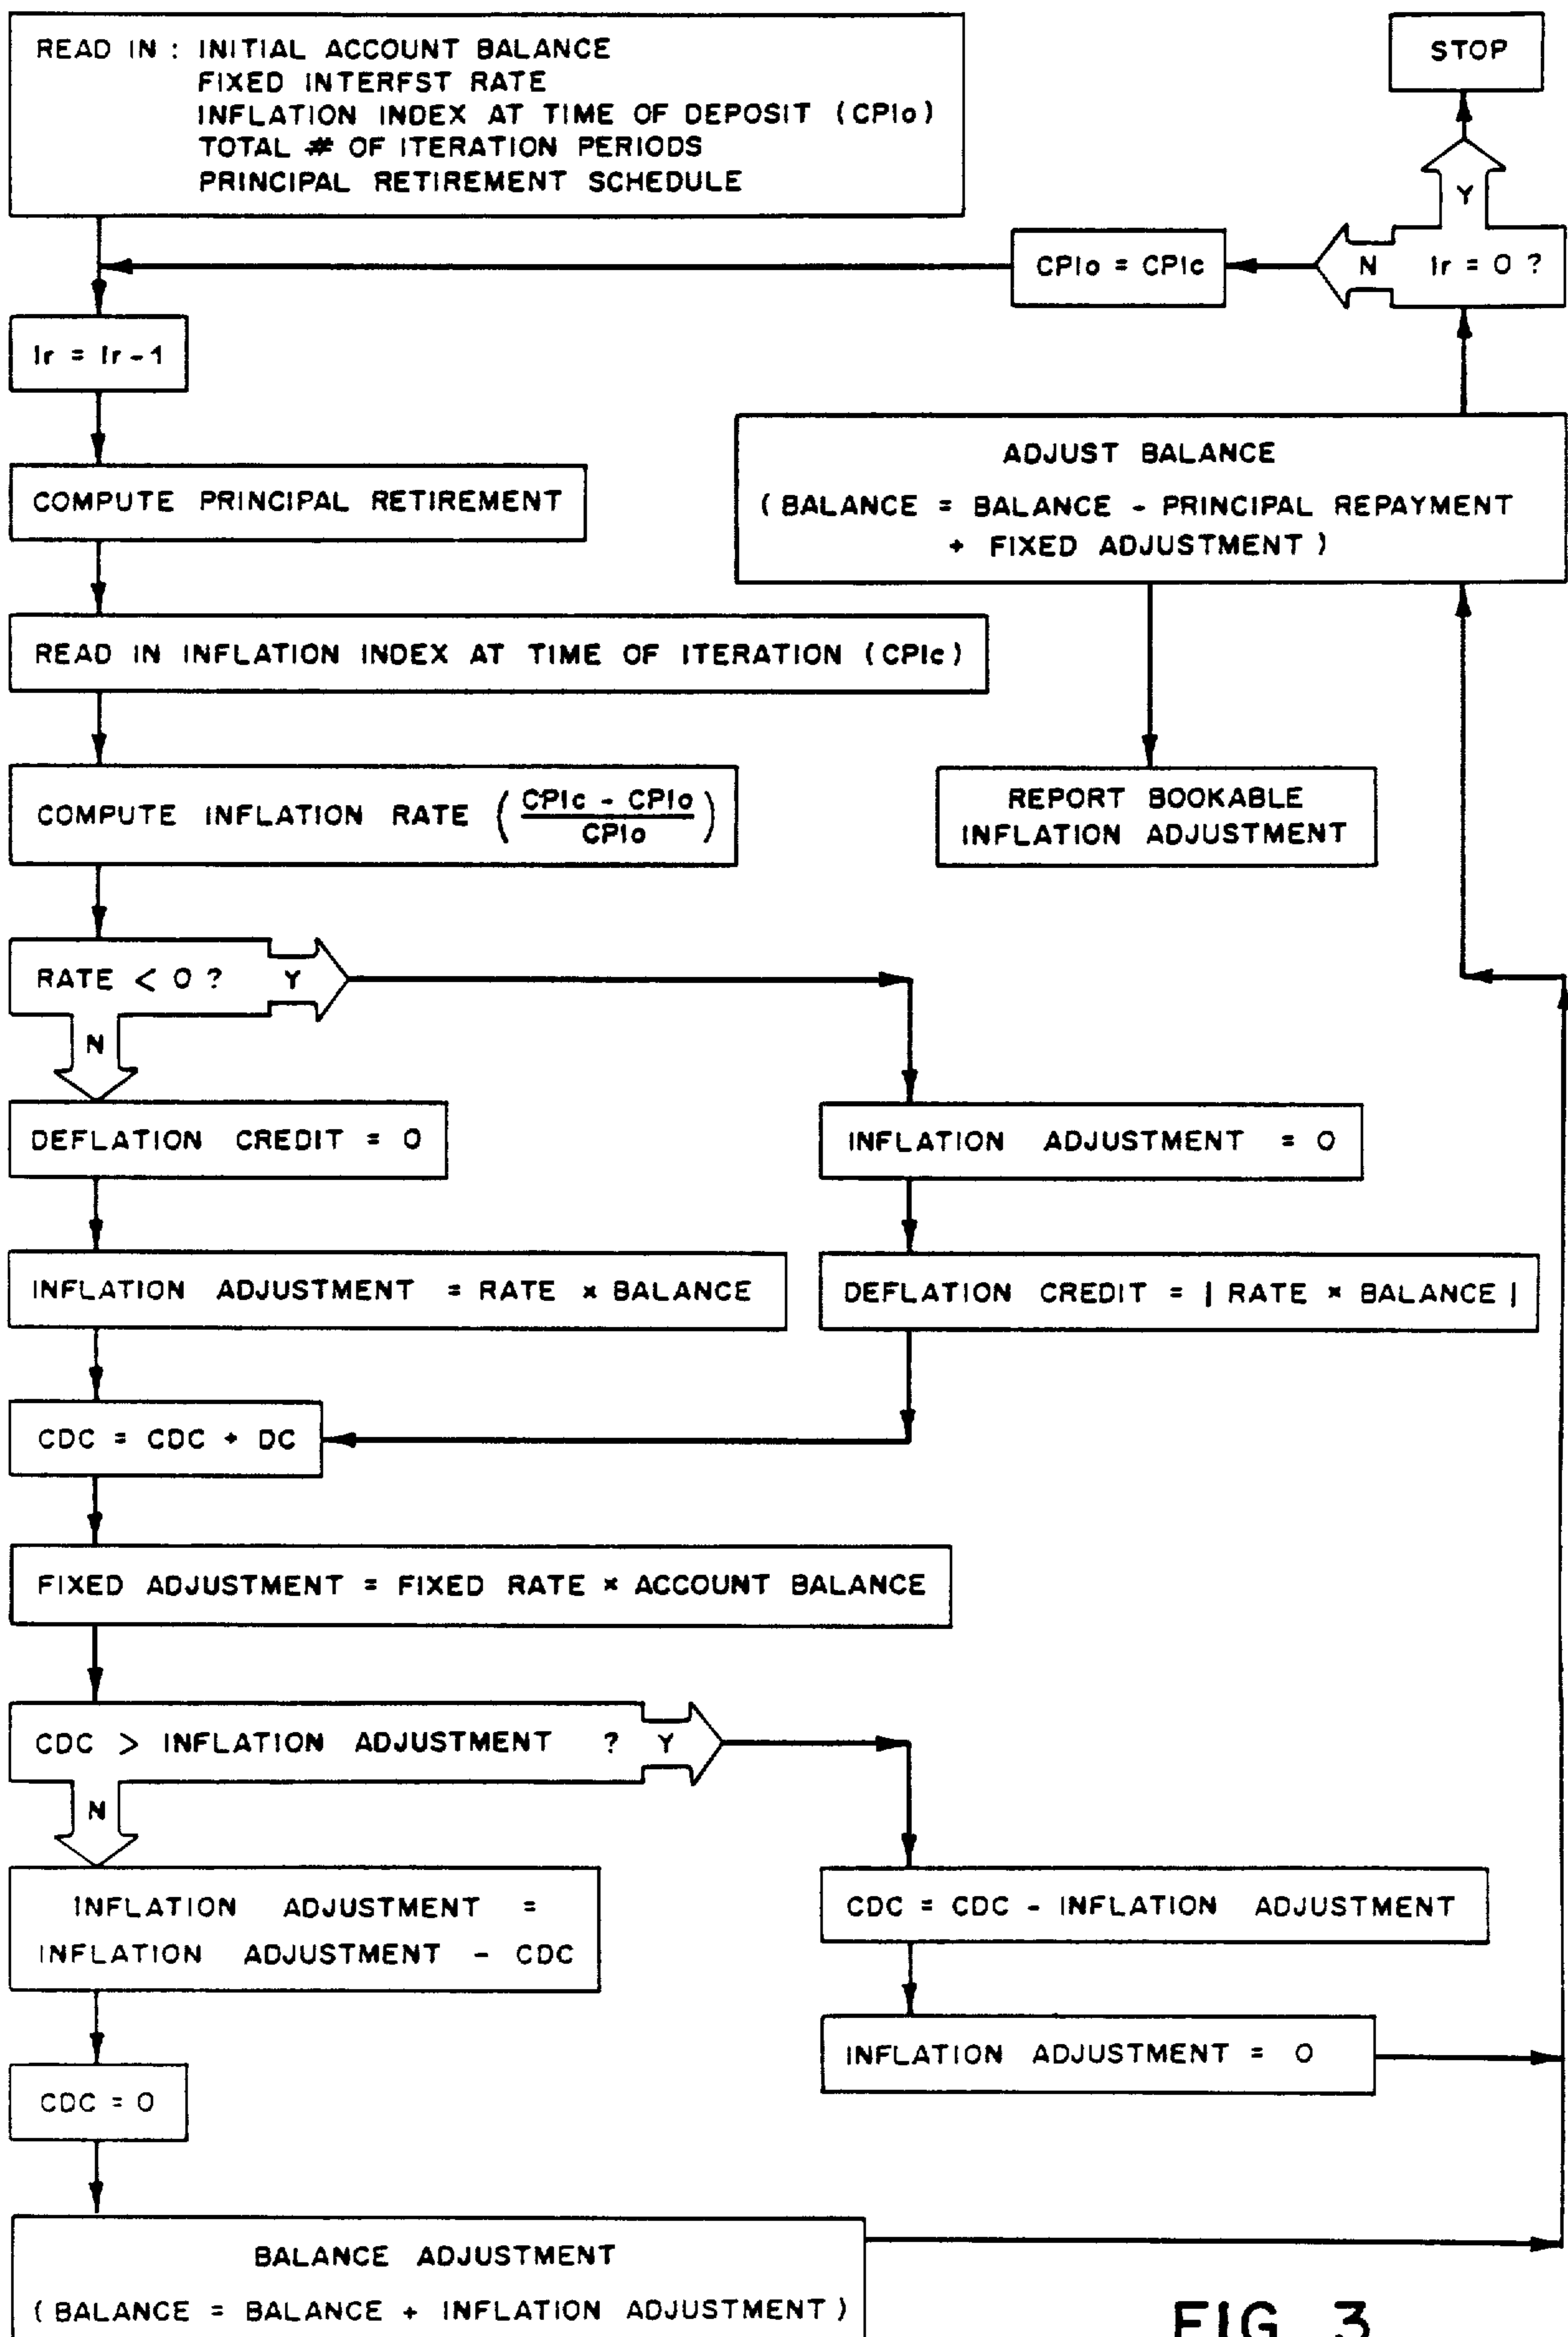 READ IN : INITIAL ACCOUNT BALANCE
FIXED INTERFST RATE
INFLATION INDEX AT TIME OF DEPOSIT (CPIo)
TOTAL # OF ITERATION PERIODS
PRINCIPAL RETIREMENT SCHEDULE
STOP
Y
Ir = 0 ?
N
CPIo = CPIc
Ir = Ir - 1
COMPUTE PRINCIPAL RETIREMENT
ADJUST BALANCE
( BALANCE = BALANCE - PRINCIPAL REPAYMENT
+ FIXED ADJUSTMENT )
READ IN INFLATION INDEX AT TIME OF ITERATION (CPIc)
COMPUTE INFLATION RATE ( CPIc - CPIo
CPIo )
REPORT BOOKABLE
INFLATION ADJUSTMENT
RATE < 0 ? Y
N
DEFLATION CREDIT = 0
INFLATION ADJUSTMENT = 0
INFLATION ADJUSTMENT = RATE × BALANCE
DEFLATION CREDIT = | RATE × BALANCE |
CDC = CDC + DC
FIXED ADJUSTMENT = FIXED RATE × ACCOUNT BALANCE
CDC > INFLATION ADJUSTMENT ? Y
N
INFLATION ADJUSTMENT =
INFLATION ADJUSTMENT - CDC
CDC = CDC - INFLATION ADJUSTMENT
INFLATION ADJUSTMENT = 0
CDC = 0
BALANCE ADJUSTMENT
( BALANCE = BALANCE + INFLATION ADJUSTMENT )
FIG. 3